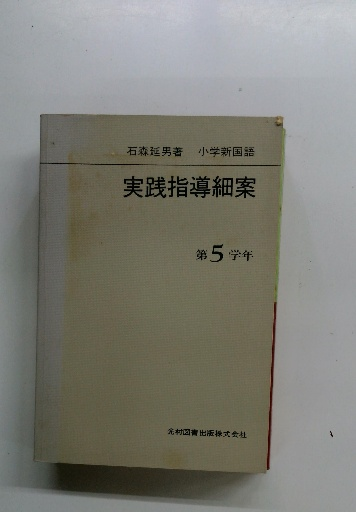 石森延男著 小学新国語
実践指導細案
第5学年
光村図書出版株式会社